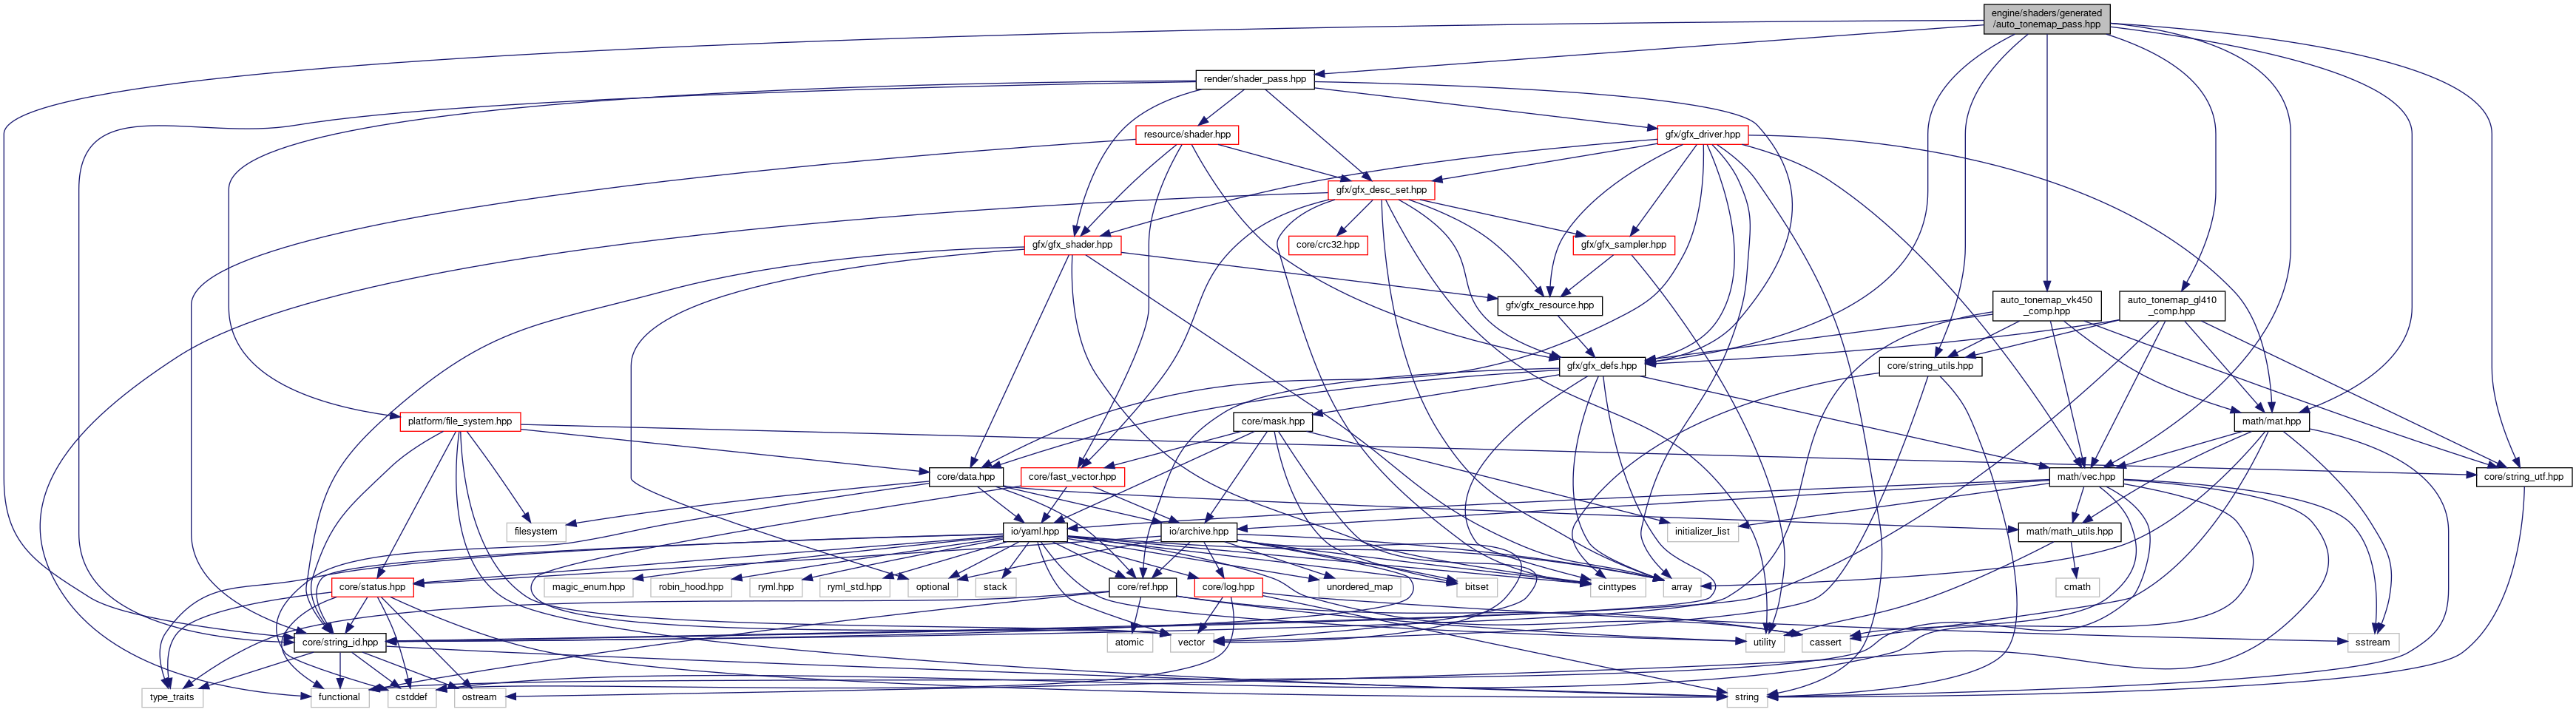 engine/shaders/generated
/auto_tonemap_pass.hpp
render/shader_pass.hpp
resource/shader.hpp
gfx/gfx_driver.hpp
gfx/gfx_desc_set.hpp
gfx/gfx_shader.hpp
core/crc32.hpp
gfx/gfx_sampler.hpp
gfx/gfx_resource.hpp
auto_tonemap_vk450
_comp.hpp
auto_tonemap_gl410
_comp.hpp
gfx/gfx_defs.hpp
core/string_utils.hpp
platform/file_system.hpp
core/mask.hpp
math/mat.hpp
core/data.hpp
core/fast_vector.hpp
math/vec.hpp
core/string_utf.hpp
filesystem
io/yaml.hpp
io/archive.hpp
initializer_list
math/math_utils.hpp
core/status.hpp
magic_enum.hpp
robin_hood.hpp
ryml.hpp
ryml_std.hpp
optional
stack
core/ref.hpp
core/log.hpp
unordered_map
bitset
cinttypes
array
cmath
core/string_id.hpp
atomic
vector
utility
cassert
sstream
type_traits
functional
cstddef
ostream
string